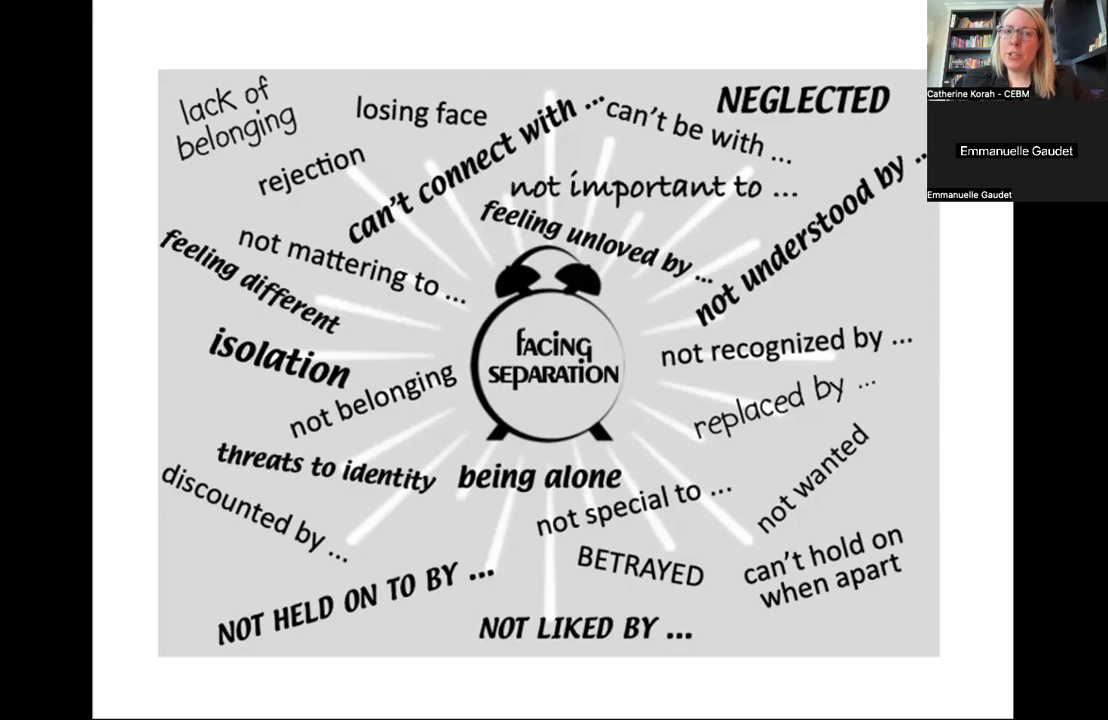 lack of
belonging
losing face
can't connect with ...
can't be with ...
NEGLECTED
rejection
not important to ...
not understood by ..
feeling unloved by ...
not mattering to ...
feeling different
FACING
SEPARATION
isolation
not recognized by ...
not belonging
replaced by ...
threats to identity
being alone
not wanted
discounted by ...
not special to ...
BETRAYED
can't hold on
when apart
NOT HELD ON TO BY ...
NOT LIKED BY ...
Catherine Korah - CEBM
Emmanuelle Gaudet
Emmanuelle Gaudet